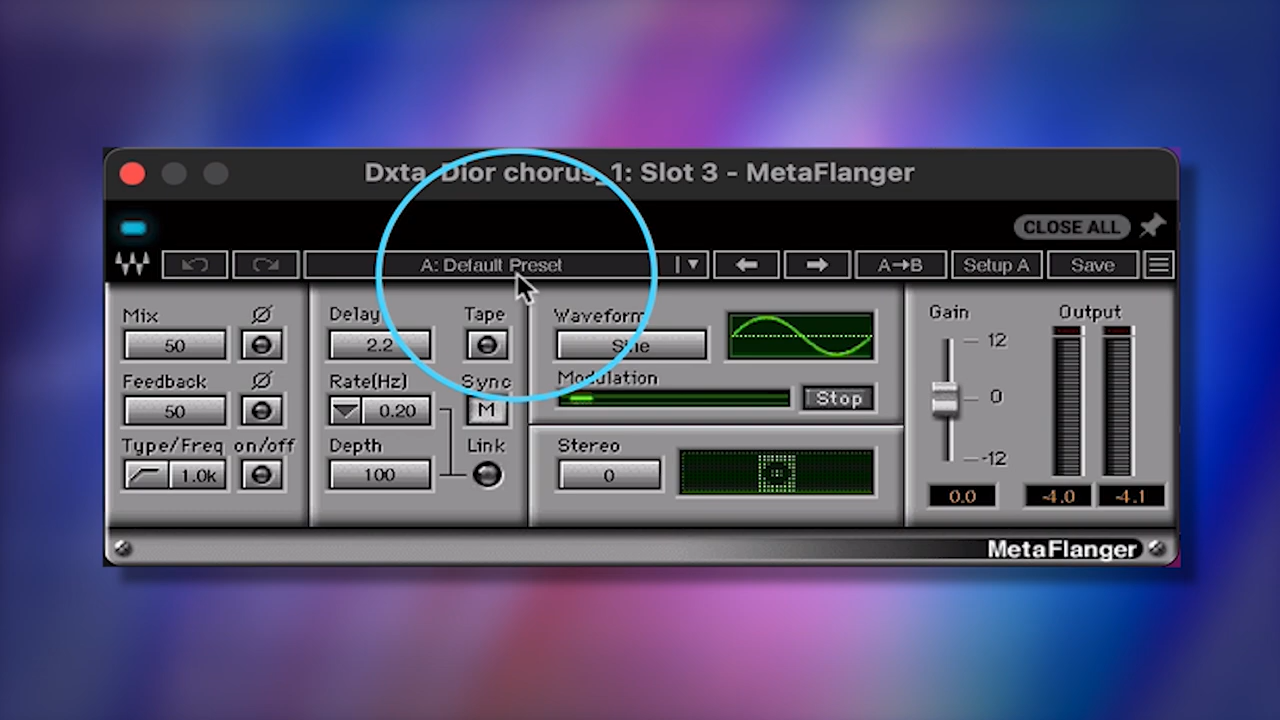 Dxta_Dior chorus_1: Slot 3 - MetaFlanger
CLOSE ALL
A: Default Preset
A→B
Setup A
Save
Mix
Ø
50
Feedback
Ø
50
Type/Freq on/off
1.0k
Delay
Tape
2.2
Rate(Hz)
Sync
0.20
M
Depth
Link
100
Waveform
Sine
Modulation
Stop
Stereo
0
Gain
12
0
-12
0.0
Output
-4.0 -4.1
MetaFlanger